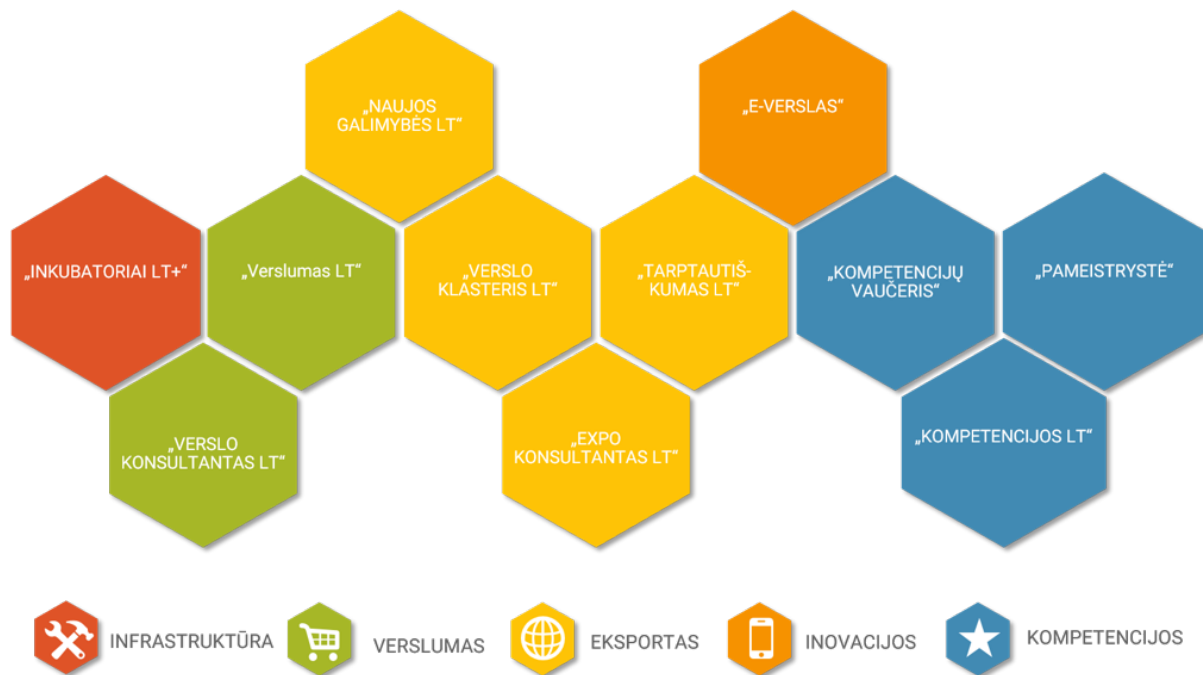 „NAUJOS
GALIMYBĖS LT“
„E-VERSLAS“
„INKUBATORIAI LT+“
„Verslumas LT“
„VERSLO
KLASTERIS LT“
„TARPTAUTIŠ-
KUMAS LT“
„KOMPETENCIJŲ
VAUČERIS“
„PAMEISTRYSTĖ“
„VERSLO
KONSULTANTAS LT“
„EXPO
KONSULTANTAS LT“
„KOMPETENCIJOS LT“
INFRASTRUKTŪRA
VERSLUMAS
EKSPORTAS
INOVACIJOS
KOMPETENCIJOS